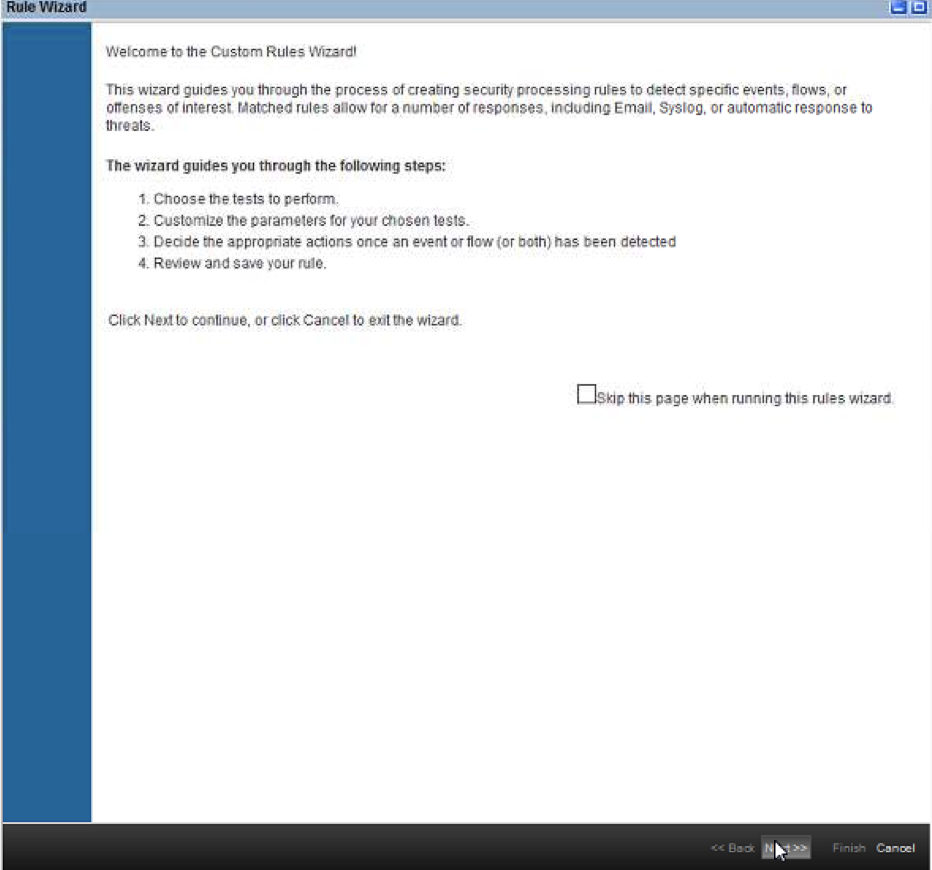 Rule Wizard
Welcome to the Custom Rules Wizard!
This wizard guides you through the process of creating security processing rules to detect specific events, flows, or
offenses of interest. Matched rules allow for a number of responses, including Email, Syslog, or automatic response to
threats.
The wizard guides you through the following steps:
1. Choose the tests to perform.
2. Customize the parameters for your chosen tests.
3. Decide the appropriate actions once an event or flow (or both) has been detected
4. Review and save your rule.
Click Next to continue, or click Cancel to exit the wizard.
Skip this page when running this rules wizard.
<< Back Next >> Finish Cancel